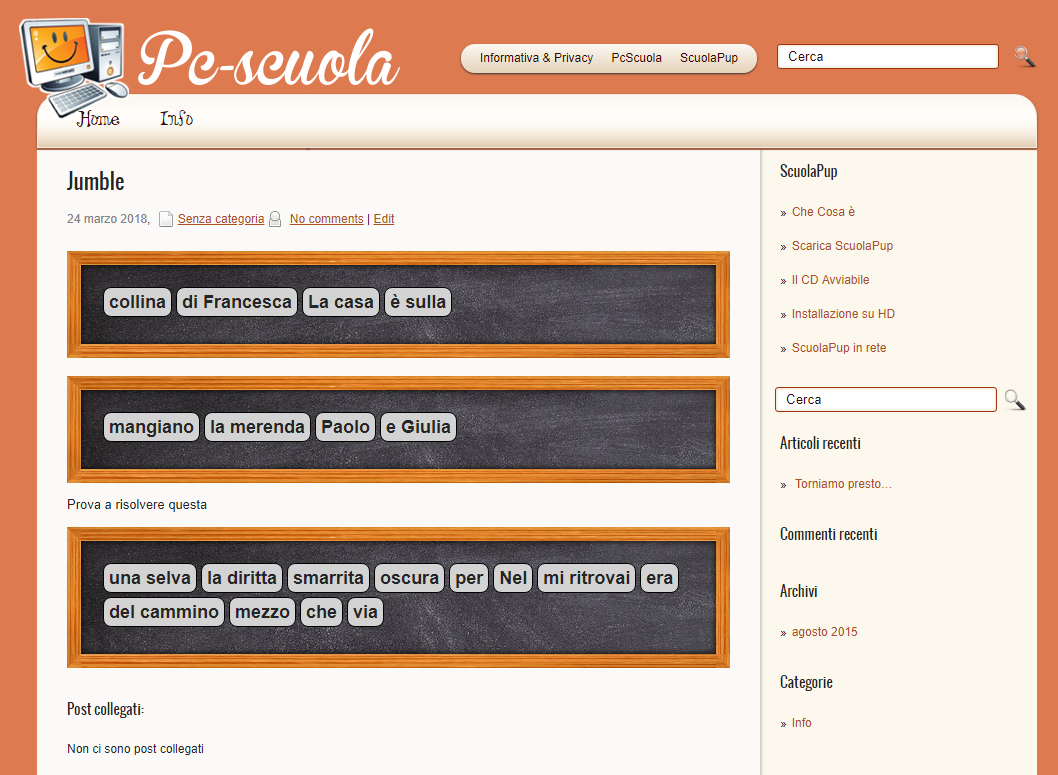 Pc-scuola
Informativa & Privacy PcScuola ScuolaPup
Cerca
Home Info
Jumble
24 marzo 2018, Senza categoria No comments | Edit
collina di Francesca La casa è sulla
mangiano la merenda Paolo e Giulia
Prova a risolvere questa
una selva la diritta smarrita oscura per Nel mi ritrovai era
del cammino mezzo che via
Post collegati:
Non ci sono post collegati
ScuolaPup
» Che Cosa è
» Scarica ScuolaPup
» Il CD Avviabile
» Installazione su HD
» ScuolaPup in rete
Cerca
Articoli recenti
» Torniamo presto…
Commenti recenti
Archivi
» agosto 2015
Categorie
» Info